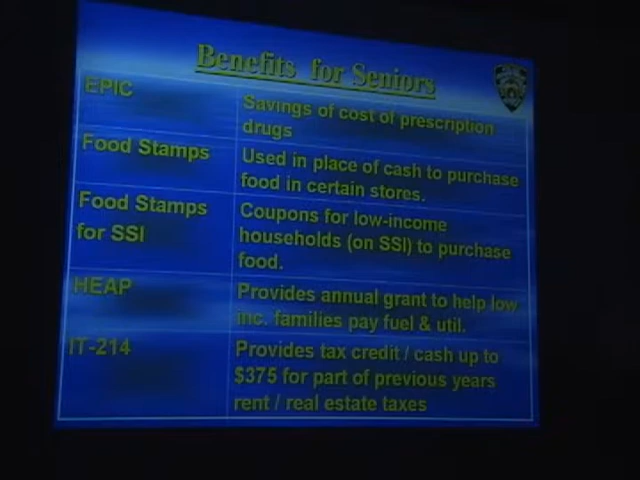 Benefits for Seniors
EPIC
Savings of cost of prescription
drugs
Food Stamps
Used in place of cash to purchase
food in certain stores.
Food Stamps
for SSI
Coupons for low-income
households (on SSI) to purchase
food.
HEAP
Provides annual grant to help low
inc. families pay fuel & util.
IT-214
Provides tax credit / cash up to
$375 for part of previous years
rent / real estate taxes